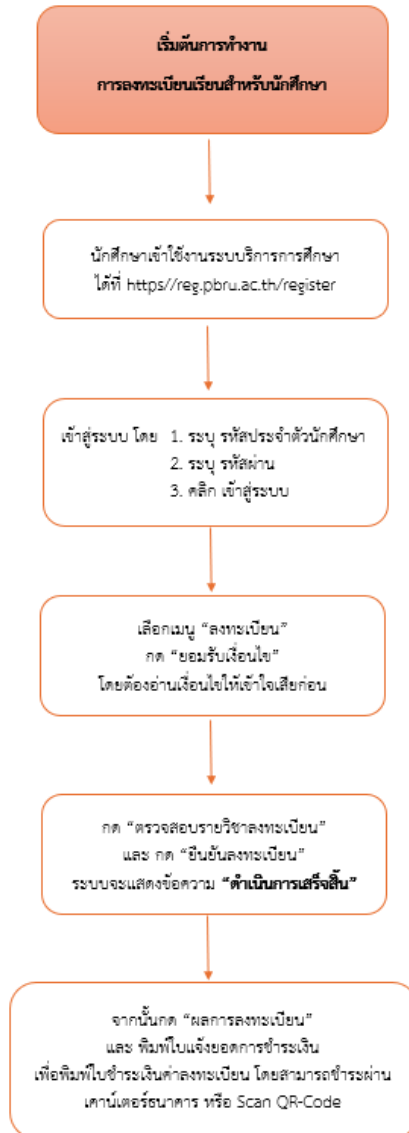 เริ่มต้นการทำงาน
การลงทะเบียนเรียนสำหรับนักศึกษา
นักศึกษาเข้าใช้งานระบบบริการการศึกษา
ได้ที่ https//reg.pbru.ac.th/register
เข้าสู่ระบบ โดย 1. ระบุ รหัสประจำตัวนักศึกษา
2. ระบุ รหัสผ่าน
3. คลิก เข้าสู่ระบบ
เลือกเมนู “ลงทะเบียน”
กด “ยอมรับเงื่อนไข”
โดยต้องอ่านเงื่อนไขให้เข้าใจเสียก่อน
กด “ตรวจสอบรายวิชาลงทะเบียน”
และ กด “ยืนยันลงทะเบียน”
ระบบจะแสดงข้อความ “ดำเนินการเสร็จสิ้น”
จากนั้นกด “ผลการลงทะเบียน”
และ พิมพ์ใบแจ้งยอดการชำระเงิน
เพื่อพิมพ์ใบชำระเงินค่าลงทะเบียน โดยสามารถชำระผ่าน
เคาน์เตอร์ธนาคาร หรือ Scan QR-Code